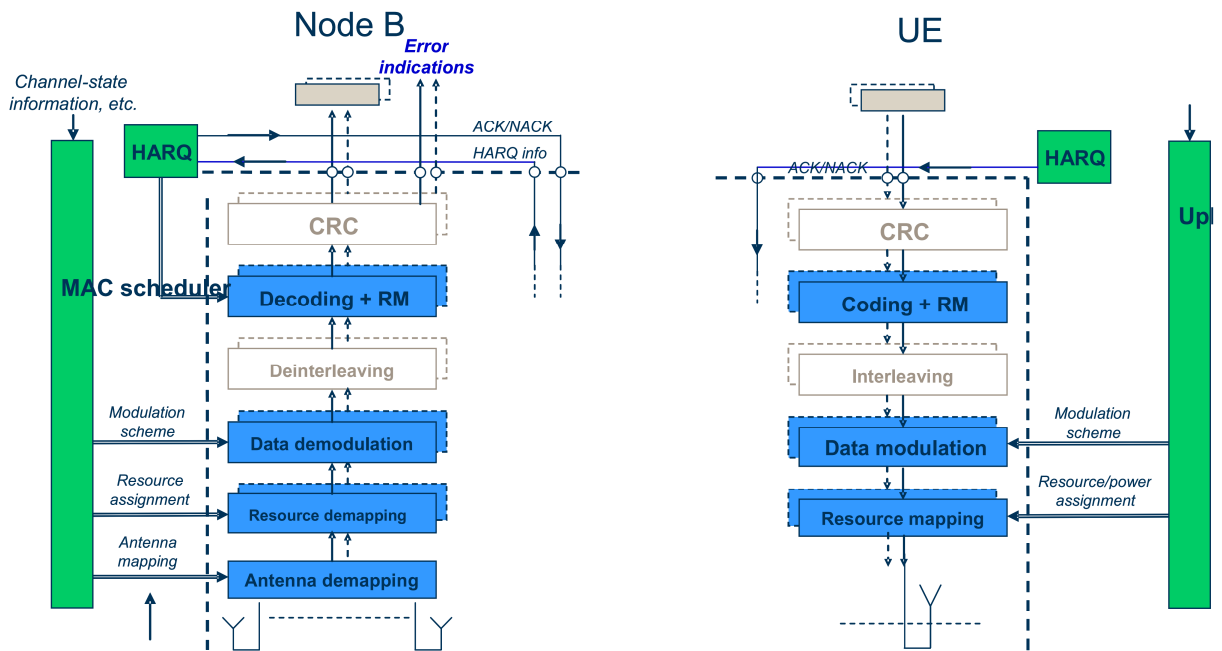 Node B
UE
Error
indications
Channel-state
information, etc.
HARQ
ACK/NACK
HARQ info
ACK/NACK
HARQ
CRC
CRC
Upl
MAC scheduler
Decoding + RM
Coding + RM
Deinterleaving
Interleaving
Modulation
scheme
Data demodulation
Data modulation
Modulation
scheme
Resource
assignment
Resource demapping
Resource mapping
Resource/power
assignment
Antenna
mapping
Antenna demapping